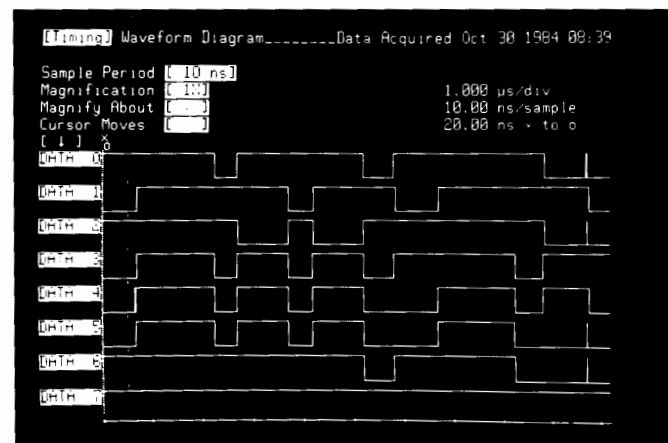 [Timing] Waveform Diagram________Data Acquired Oct 30 1984 08:39
Sample Period [ 10 ns]
Magnification [ 1X]
1.000 µs/div
Magnify About [ ]
10.00 ns/sample
Cursor Moves [ ]
20.00 ns x to o
[ ↓ ] x
o
DATA 0
DATA 1
DATA 2
DATA 3
DATA 4
DATA 5
DATA 6
DATA 7